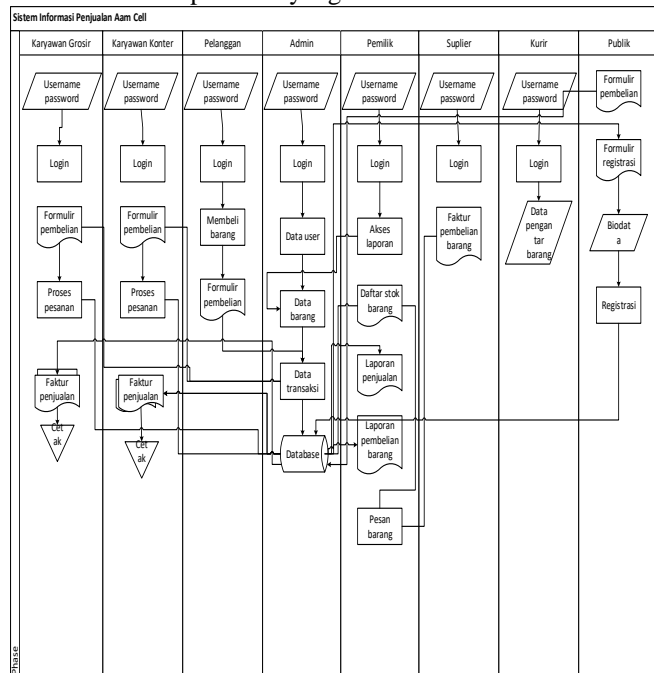 Sistem Informasi Penjualan Aam Cell
Karyawan Grosir
Karyawan Konter
Pelanggan
Admin
Pemilik
Suplier
Kurir
Publik
Username
password
Username
password
Username
password
Username
password
Username
password
Username
password
Username
password
Formulir
pembelian
Login
Login
Login
Login
Login
Login
Login
Formulir
registrasi
Formulir
pembelian
Formulir
pembelian
Membeli
barang
Data user
Akses
laporan
Faktur
pembelian
barang
Data
pengan
tar
barang
Biodat
a
Proses
pesanan
Proses
pesanan
Formulir
pembelian
Data
barang
Daftar stok
barang
Registrasi
Faktur
penjualan
Faktur
penjualan
Data
transaksi
Laporan
penjualan
Cet
ak
Cet
ak
Database
Laporan
pembelian
barang
Pesan
barang
Phase